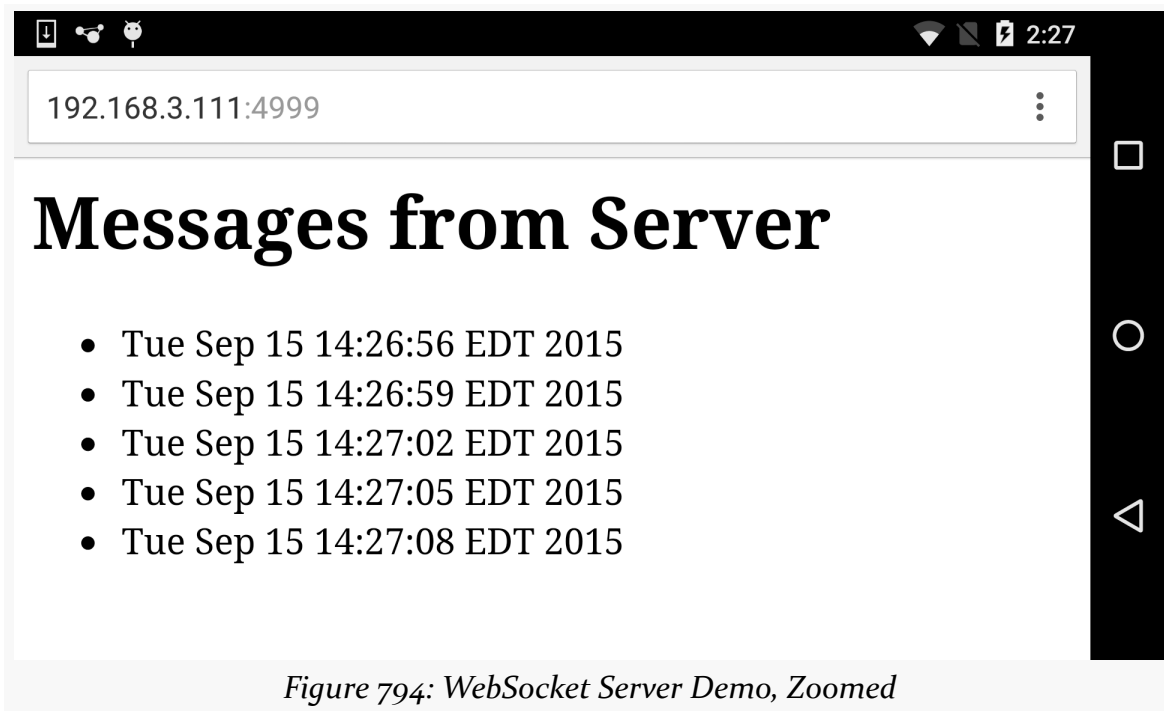 2:27
192.168.3.111:4999
Messages from Server
Tue Sep 15 14:26:56 EDT 2015
Tue Sep 15 14:26:59 EDT 2015
Tue Sep 15 14:27:02 EDT 2015
Tue Sep 15 14:27:05 EDT 2015
Tue Sep 15 14:27:08 EDT 2015
Figure 794: WebSocket Server Demo, Zoomed